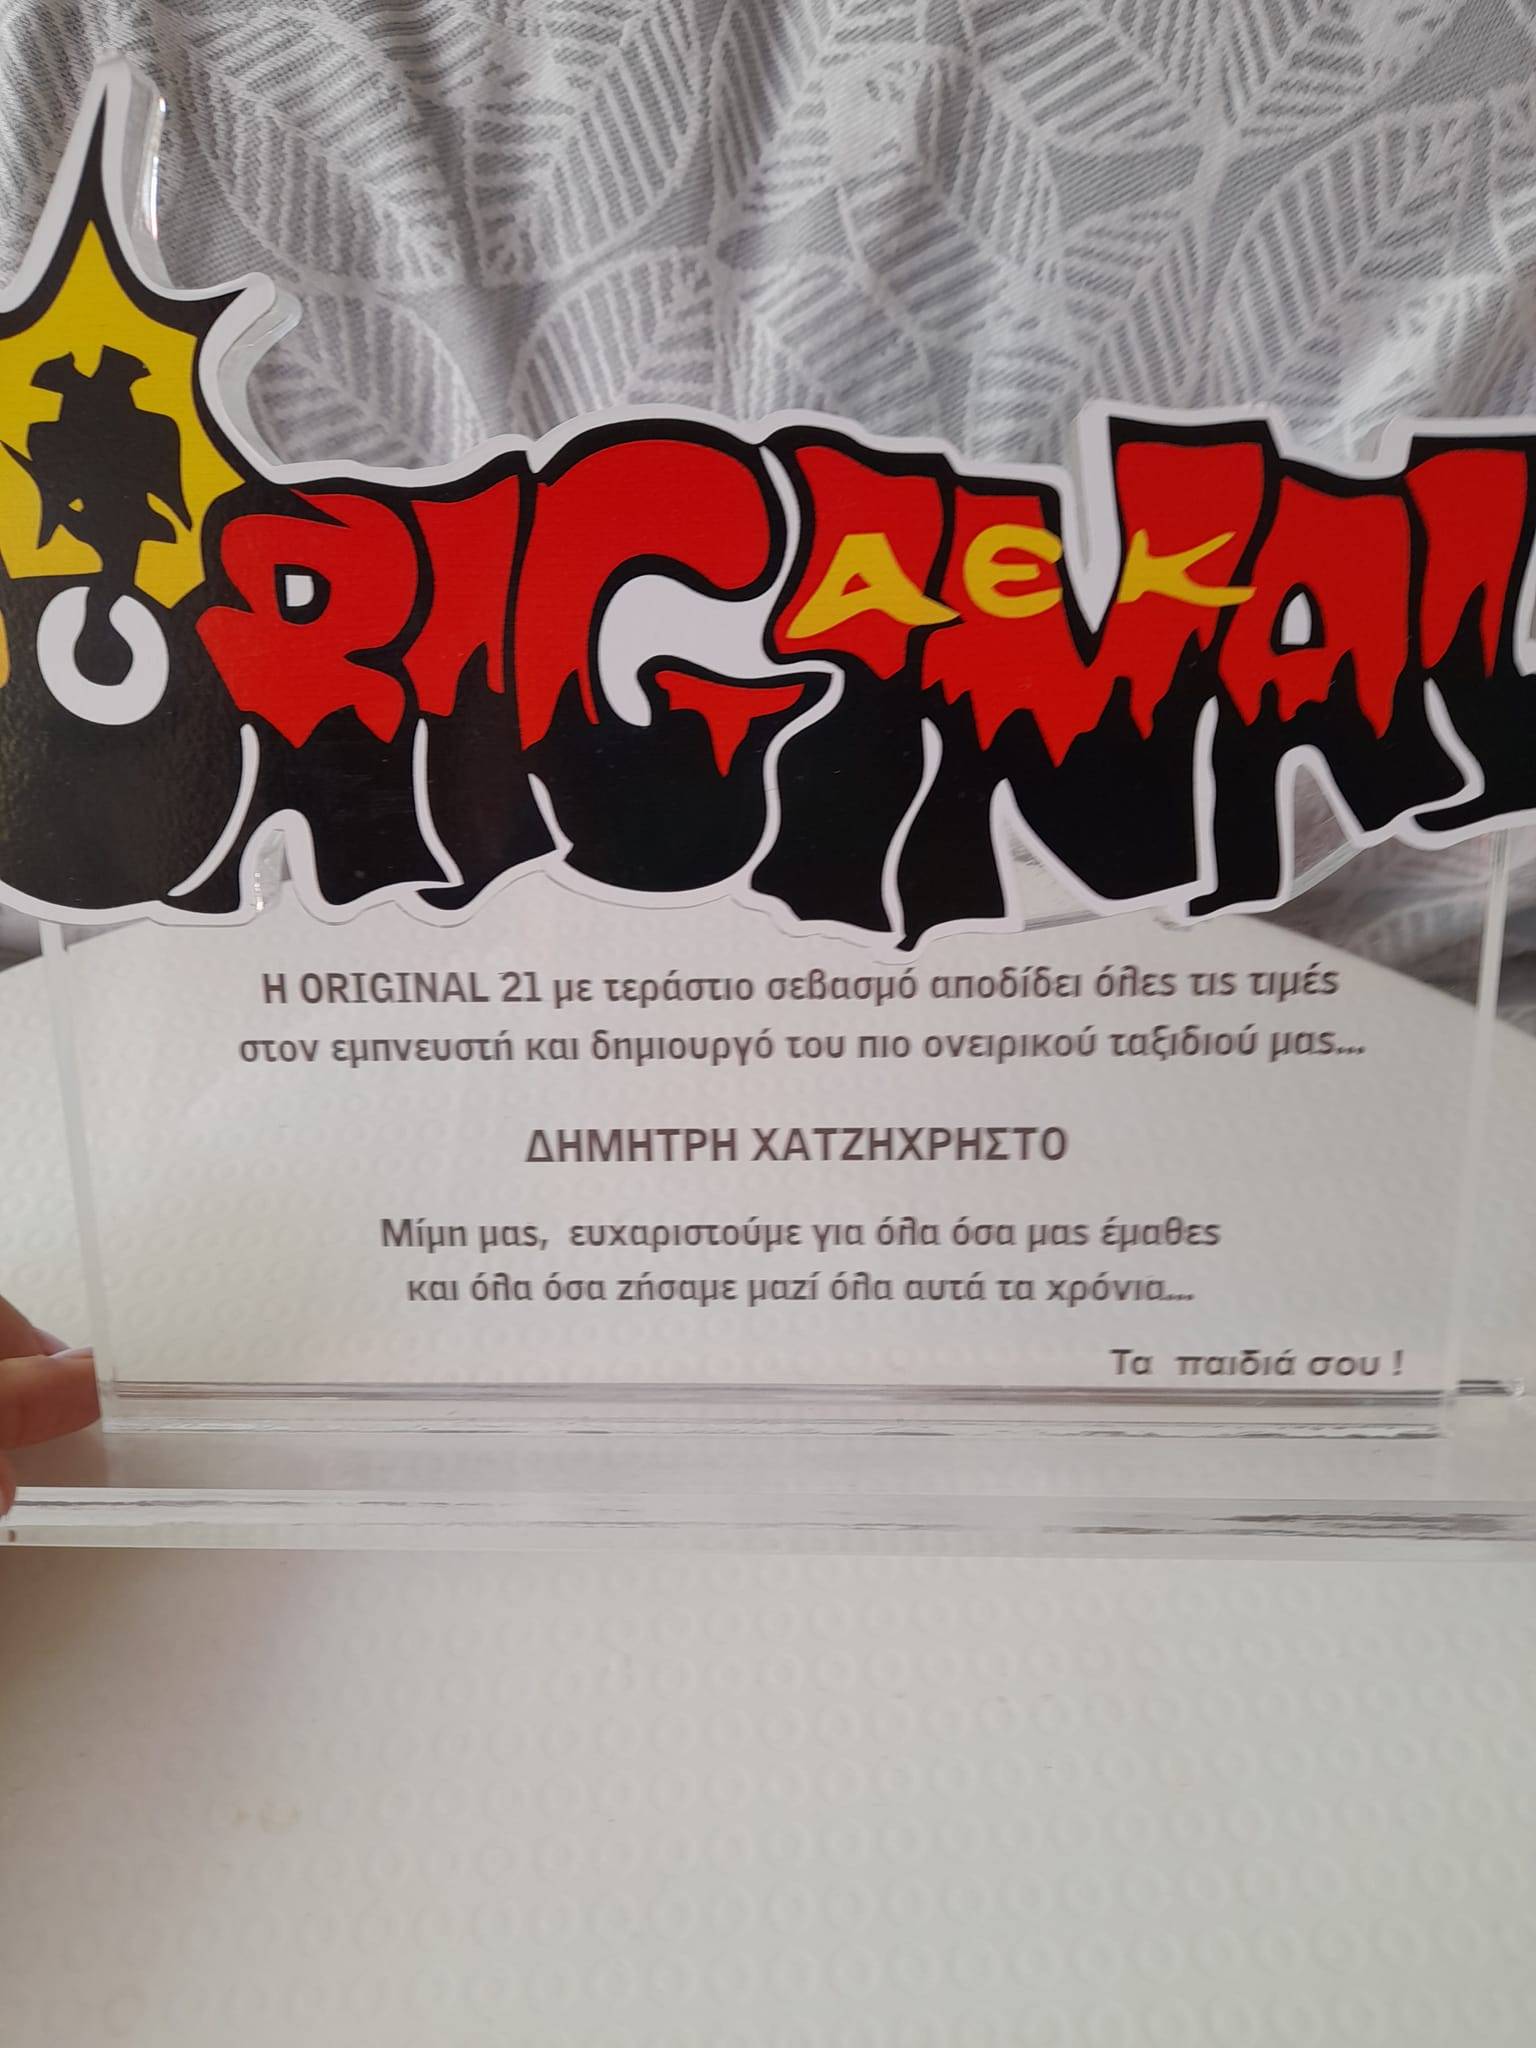 ORIGINAL
ΑΕΚ
Η ORIGINAL 21 με τεράστιο σεβασμό αποδίδει όλες τις τιμές
στον εμπνευστή και δημιουργό του πιο ονειρικού ταξιδιού μας...
ΔΗΜΗΤΡΗ ΧΑΤΖΗΧΡΗΣΤΟ
Μίμη μας, ευχαριστούμε για όλα όσα μας έμαθες
και όλα όσα ζήσαμε μαζί όλα αυτά τα χρόνια...
Τα παιδιά σου !